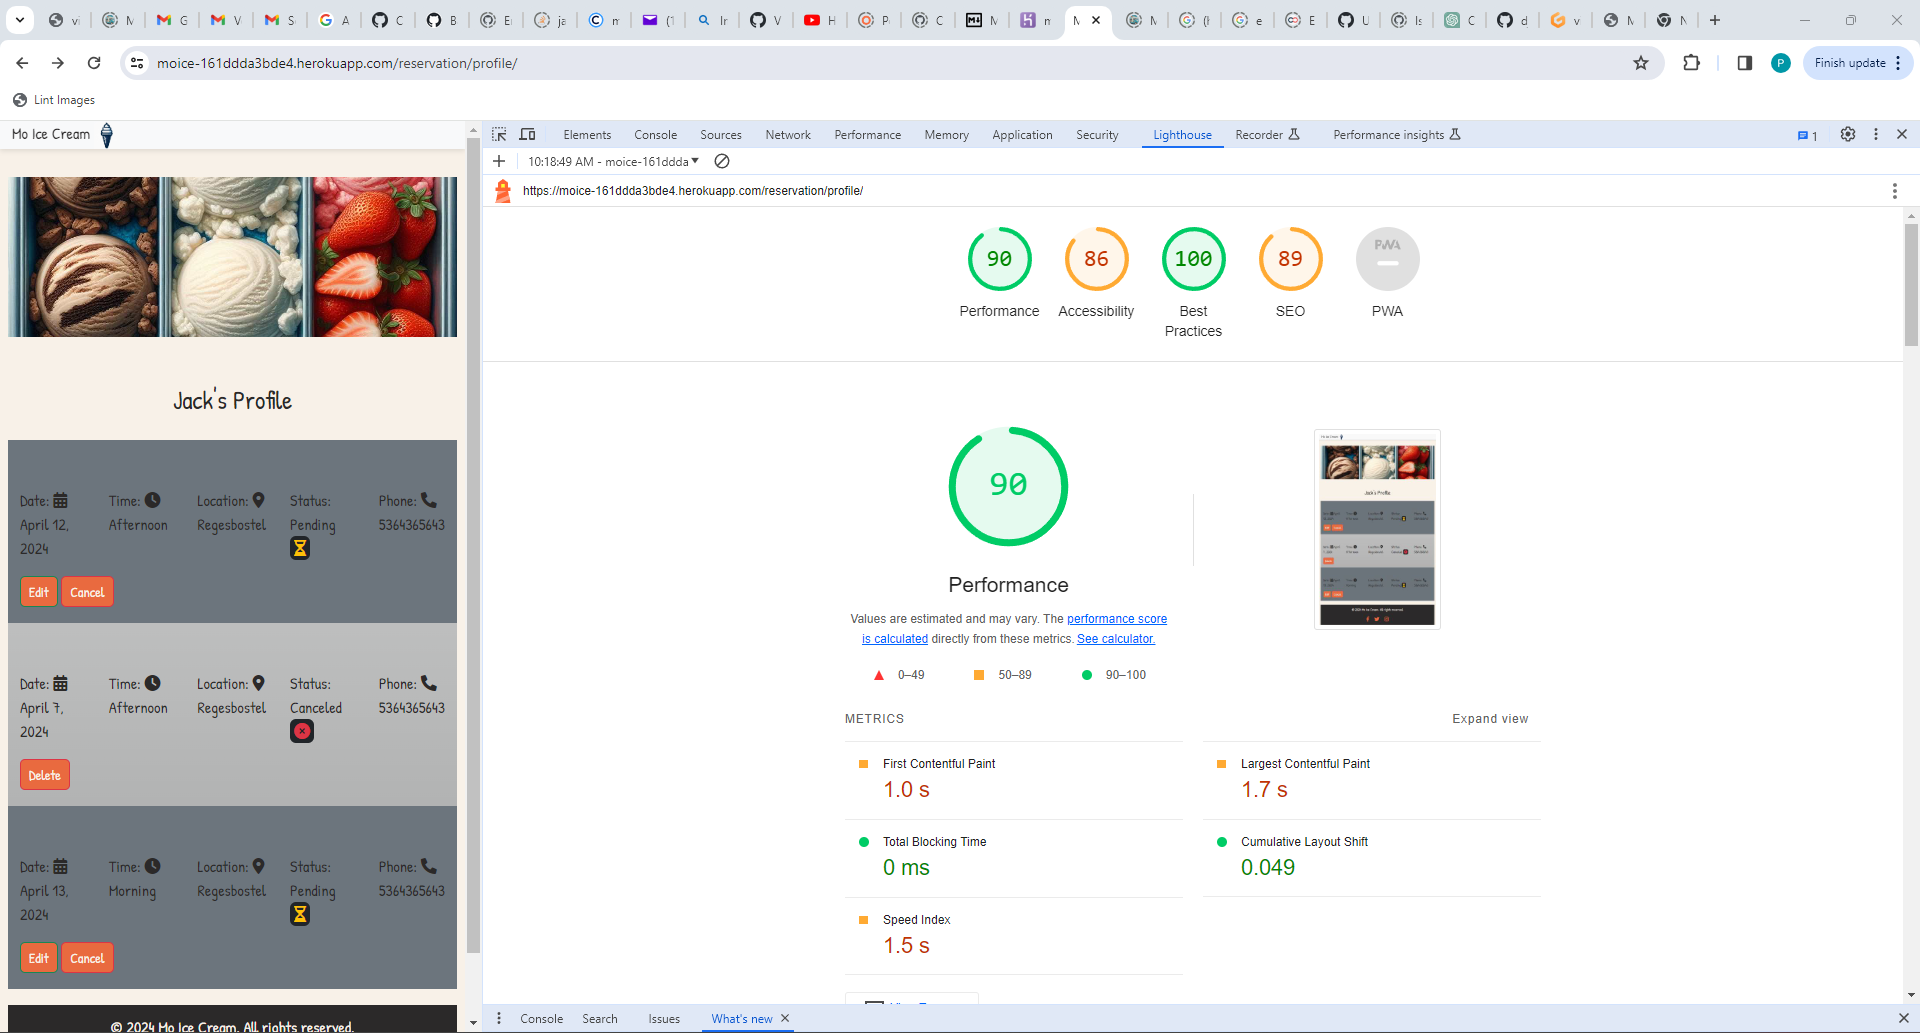 vi
M
G
V
S
A
C
B
Er
ja
m
(1
Ir
V
H
Pe
C
M
m
M
M
(h
e
E
U
Is
C
d
v
M
N
moice-161ddda3bde4.herokuapp.com/reservation/profile/
Finish update
P
Lint Images
Mo Ice Cream
Elements Console Sources Network Performance Memory Application Security Lighthouse Recorder Performance insights 1
10:18:49 AM - moice-161ddda
https://moice-161ddda3bde4.herokuapp.com/reservation/profile/
90 86 100 89 PWA
Performance Accessibility Best Practices SEO PWA
Jack's Profile
Date: Time: Location: Status: Phone:
April 12, 2024 Afternoon Regesbostel Pending 5364365643
Edit Cancel
Date: Time: Location: Status: Phone:
April 7, 2024 Afternoon Regesbostel Canceled 5364365643
Delete
Date: Time: Location: Status: Phone:
April 13, 2024 Morning Regesbostel Pending 5364365643
Edit Cancel
© 2024 Mo Ice Cream. All rights reserved.
90
Performance
Values are estimated and may vary. The performance score
is calculated directly from these metrics. See calculator.
0–49 50–89 90–100
METRICS Expand view
First Contentful Paint
1.0 s
Largest Contentful Paint
1.7 s
Total Blocking Time
0 ms
Cumulative Layout Shift
0.049
Speed Index
1.5 s
Console Search Issues What's new